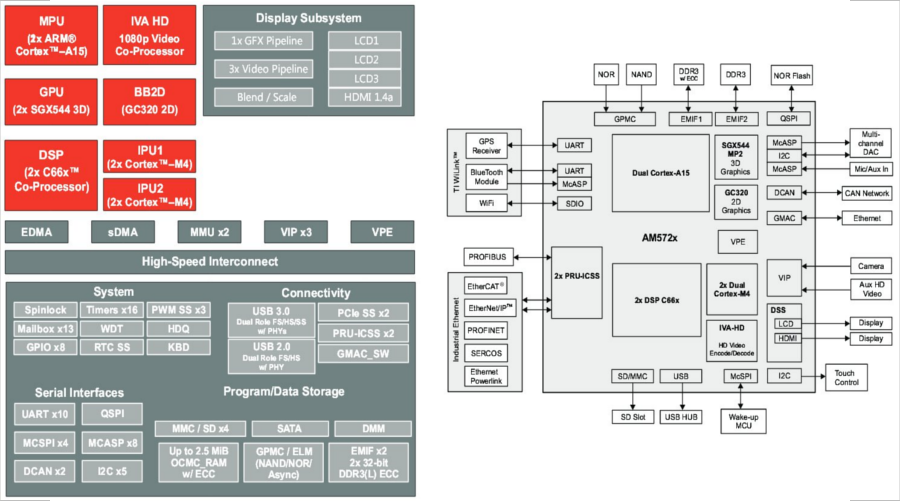 MPU
(2x ARM®
Cortex™–A15)
IVA HD
1080p Video
Co-Processor
GPU
(2x SGX544 3D)
BB2D
(GC320 2D)
DSP
(2x C66x™
Co-Processor)
IPU1
(2x Cortex™–M4)
IPU2
(2x Cortex™–M4)
Display Subsystem
1x GFX Pipeline
3x Video Pipeline
Blend / Scale
LCD1
LCD2
LCD3
HDMI 1.4a
EDMA
sDMA
MMU x2
VIP x3
VPE
High-Speed Interconnect
System
Spinlock
Timers x16
PWM SS x3
Mailbox x13
WDT
HDQ
GPIO x8
RTC SS
KBD
Connectivity
USB 3.0
Dual Role FS/HS/SS
w/ PHYs
USB 2.0
Dual Role FS/HS
w/ PHY
PCIe SS x2
PRU-ICSS x2
GMAC_SW
Serial Interfaces
UART x10
QSPI
MCSPI x4
MCASP x8
DCAN x2
I2C x5
Program/Data Storage
MMC / SD x4
SATA
DMM
Up to 2.5 MiB
OCMC_RAM
w/ ECC
GPMC / ELM
(NAND/NOR/
Async)
EMIF x2
2x 32-bit
DDR3(L) ECC
NOR
NAND
DDR3
w/ ECC
DDR3
NOR Flash
GPMC
EMIF1
EMIF2
QSPI
TI WiLink™
GPS
Receiver
BlueTooth
Module
WiFi
UART
UART
McASP
SDIO
Dual Cortex-A15
SGX544
MP2
3D
Graphics
GC320
2D
Graphics
McASP
I2C
McASP
DCAN
GMAC
Multi-
channel
DAC
Mic/Aux In
CAN Network
Ethernet
AM572x
VPE
PROFIBUS
2x PRU-ICSS
Industrial Ethernet
EtherCAT®
EtherNet/IP™
PROFINET
SERCOS
Ethernet
Powerlink
2x DSP C66x
2x Dual
Cortex-M4
IVA-HD
HD Video
Encode/Decode
VIP
Camera
Aux HD
Video
DSS
LCD
HDMI
Display
Display
SD/MMC
USB
McSPI
I2C
SD Slot
USB HUB
Wake-up
MCU
Touch
Control